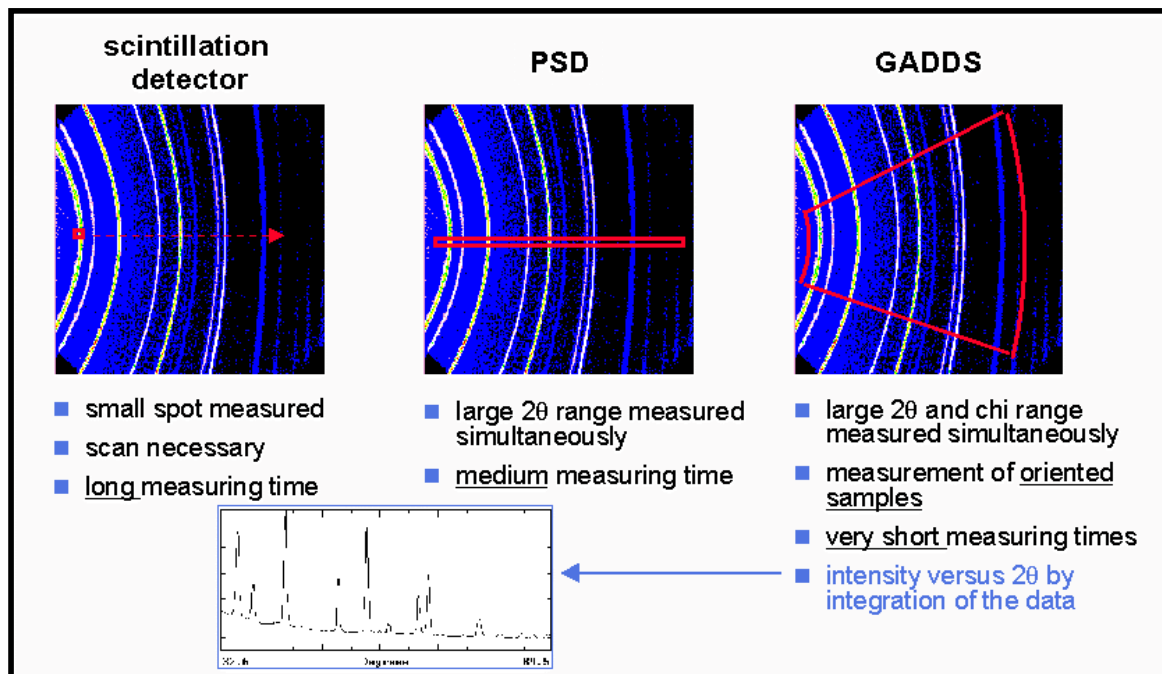 scintillation
detector
PSD
GADDS
small spot measured
scan necessary
long measuring time
large 2θ range measured
simultaneously
medium measuring time
large 2θ and chi range
measured simultaneously
measurement of oriented
samples
very short measuring times
intensity versus 2θ by
integration of the data
Degrees